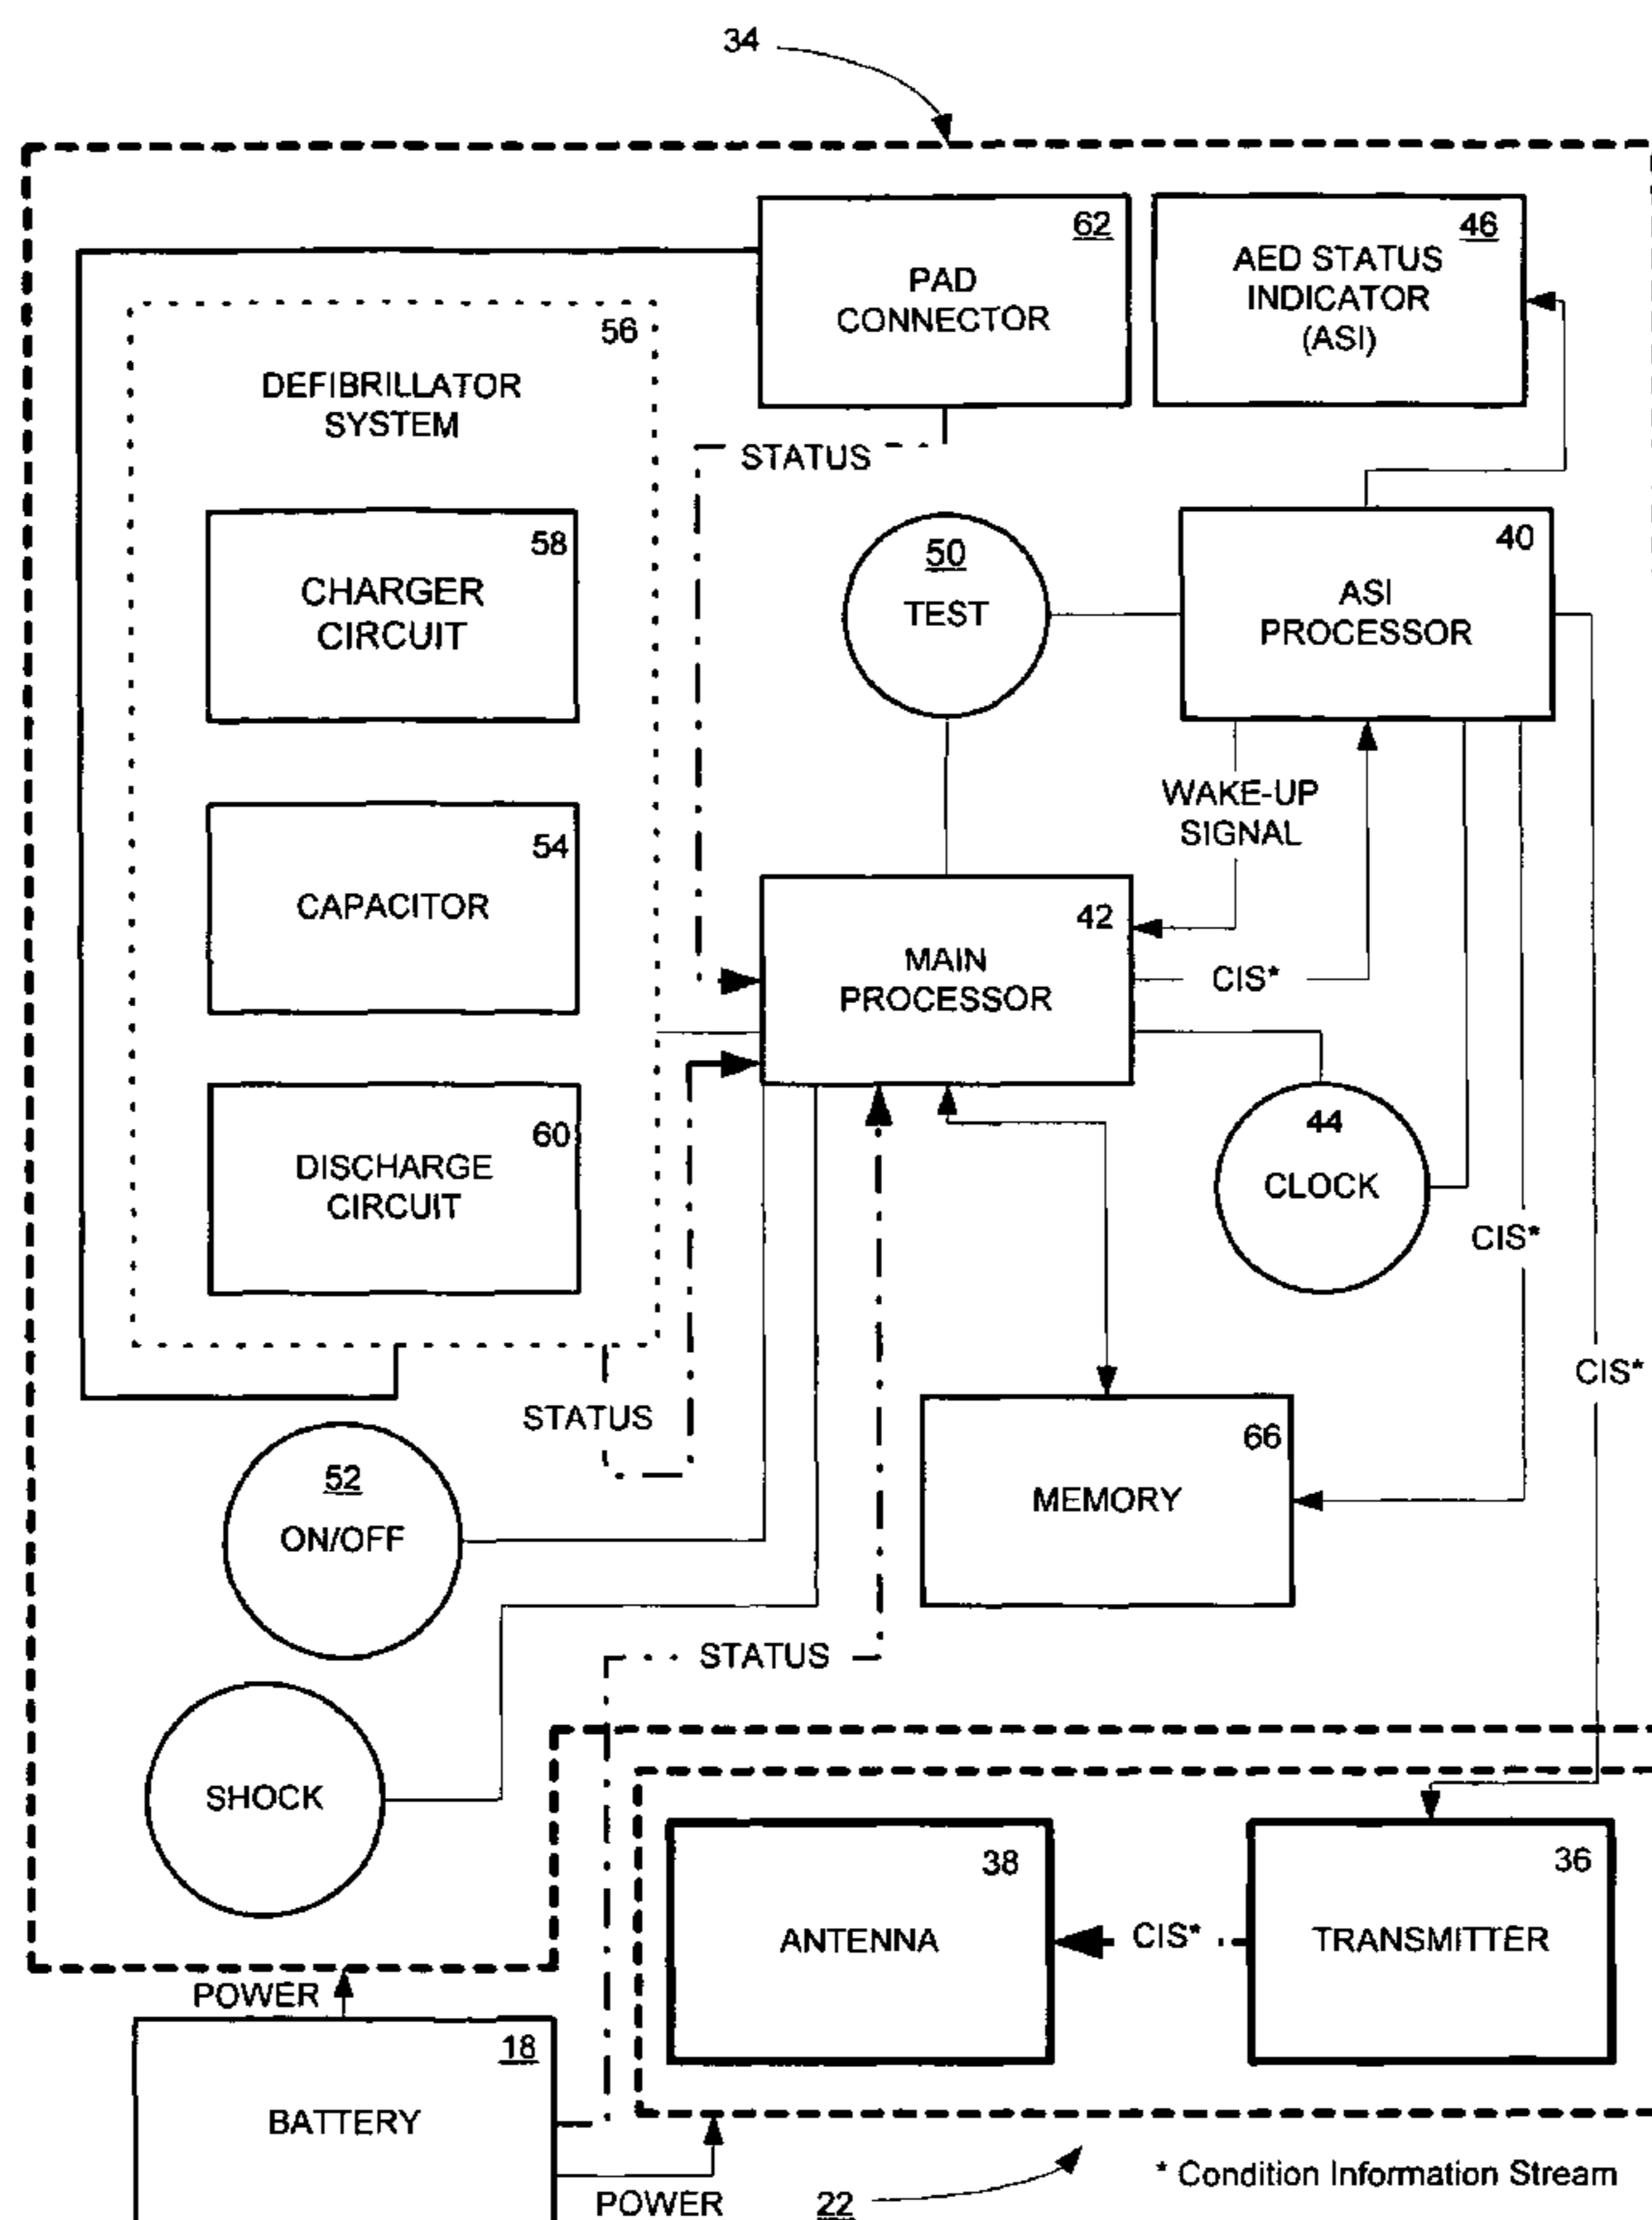 34
62
PAD
CONNECTOR
46
AED STATUS
INDICATOR
(ASI)
56
DEFIBRILLATOR
SYSTEM
STATUS
58
CHARGER
CIRCUIT
50
TEST
40
ASI
PROCESSOR
WAKE-UP
SIGNAL
54
CAPACITOR
42
MAIN
PROCESSOR
CIS*
60
DISCHARGE
CIRCUIT
44
CLOCK
CIS*
CIS*
STATUS
66
MEMORY
52
ON/OFF
STATUS
SHOCK
38
ANTENNA
CIS*
36
TRANSMITTER
POWER
18
BATTERY
POWER
22
* Condition Information Stream